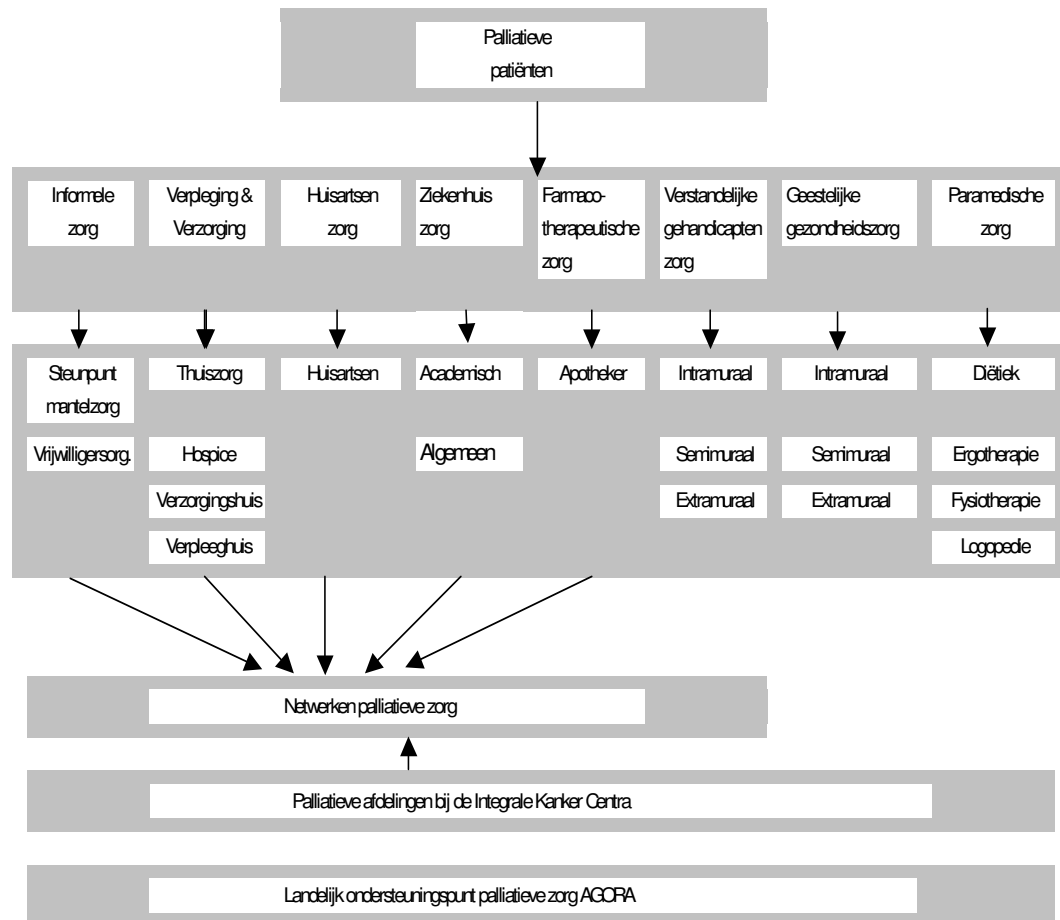 Palliatieve
patiënten
Informele
zorg
Verpleging &
Verzorging
Huisartsen
zorg
Ziekenhuis
zorg
Farmaco-
therapeutische
zorg
Verstandelijke
gehandicapten
zorg
Geestelijke
gezondheidszorg
Paramedische
zorg
Steunpunt
mantelzorg
Vrijwilligersorg.
Thuiszorg
Hospice
Verzorgingshuis
Verpleeghuis
Huisartsen
Academisch
Algemeen
Apotheker
Intramuraal
Semimuraal
Extramuraal
Intramuraal
Semimuraal
Extramuraal
Diëtiek
Ergotherapie
Fysiotherapie
Logopedie
Netwerken palliatieve zorg
Palliatieve afdelingen bij de Integrale Kanker Centra
Landelijk ondersteuningspunt palliatieve zorg AGORA